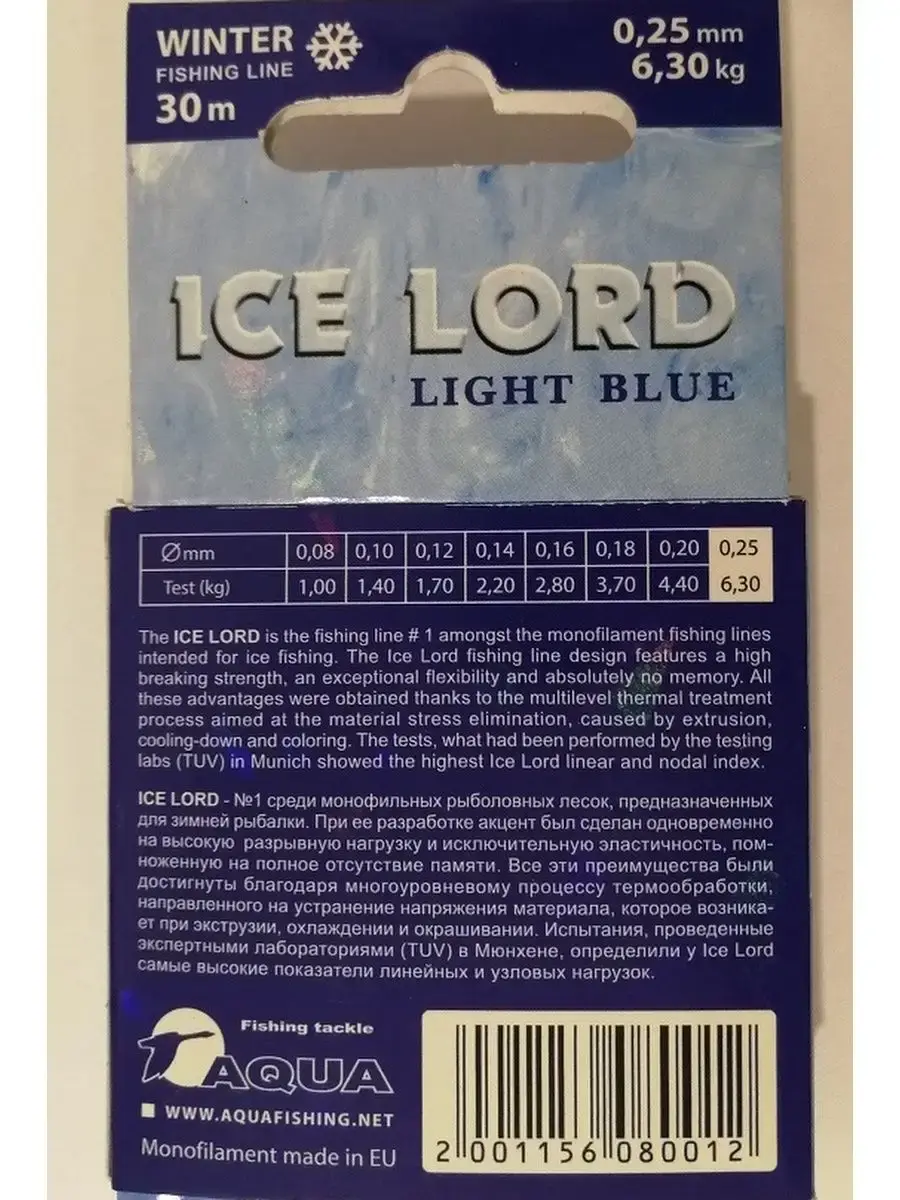 WINTER
FISHING LINE
30 m
0,25 mm
6,30 kg
ICE LORD
LIGHT BLUE
Ømm 0,08 0,10 0,12 0,14 0,16 0,18 0,20 0,25
Test (kg) 1,00 1,40 1,70 2,20 2,80 3,70 4,40 6,30
The ICE LORD is the fishing line # 1 amongst the monofilament fishing lines
intended for ice fishing. The Ice Lord fishing line design features a high
breaking strength, an exceptional flexibility and absolutely no memory. All
these advantages were obtained thanks to the multilevel thermal treatment
process aimed at the material stress elimination, caused by extrusion,
cooling-down and coloring. The tests, what had been performed by the testing
labs (TUV) in Munich showed the highest Ice Lord linear and nodal index.
ICE LORD - №1 среди монофильных рыболовных лесок, предназначенных
для зимней рыбалки. При ее разработке акцент был сделан одновременно
на высокую разрывную нагрузку и исключительную эластичность, пом-
ноженную на полное отсутствие памяти. Все эти преимущества были
достигнуты благодаря многоуровневому процессу термообработки,
направленного на устранение напряжения материала, которое возника-
ет при экструзии, охлаждении и окрашивании. Испытания, проведенные
экспертными лабораториями (TUV) в Мюнхене, определили у Ice Lord
самые высокие показатели линейных и узловых нагрузок.
Fishing tackle
AQUA
WWW.AQUAFISHING.NET
Monofilament made in EU
2 001156 080012